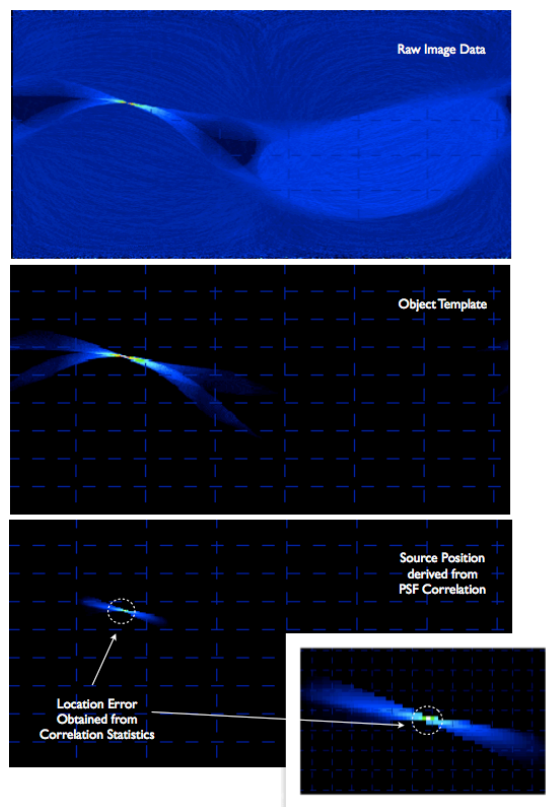 Raw Image Data
Object Template
Source Position
derived from
PSF Correlation
Location Error
Obtained from
Correlation Statistics